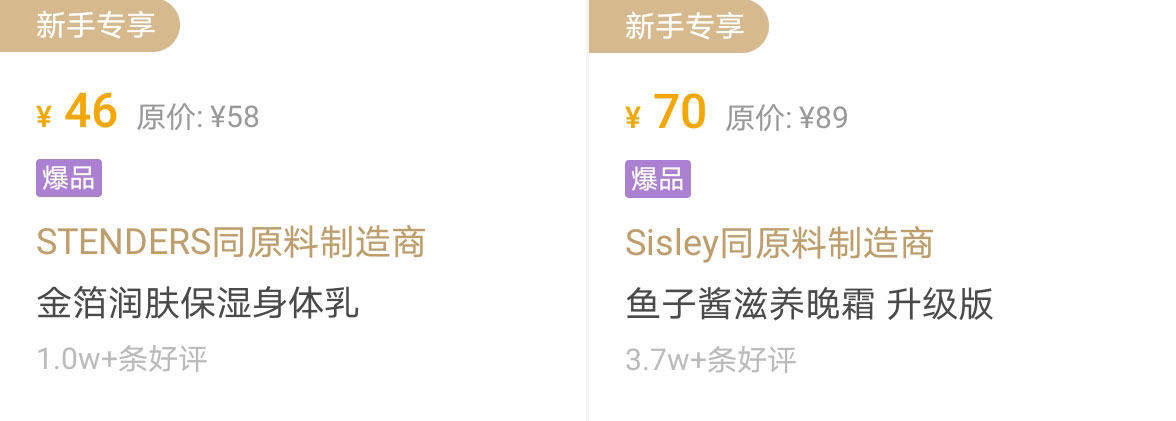 新手专享
¥ 46 原价: ¥58
爆品
STENDERS同原料制造商
金箔润肤保湿身体乳
1.0w+条好评
新手专享
¥ 70 原价: ¥89
爆品
Sisley同原料制造商
鱼子酱滋养晚霜 升级版
3.7w+条好评